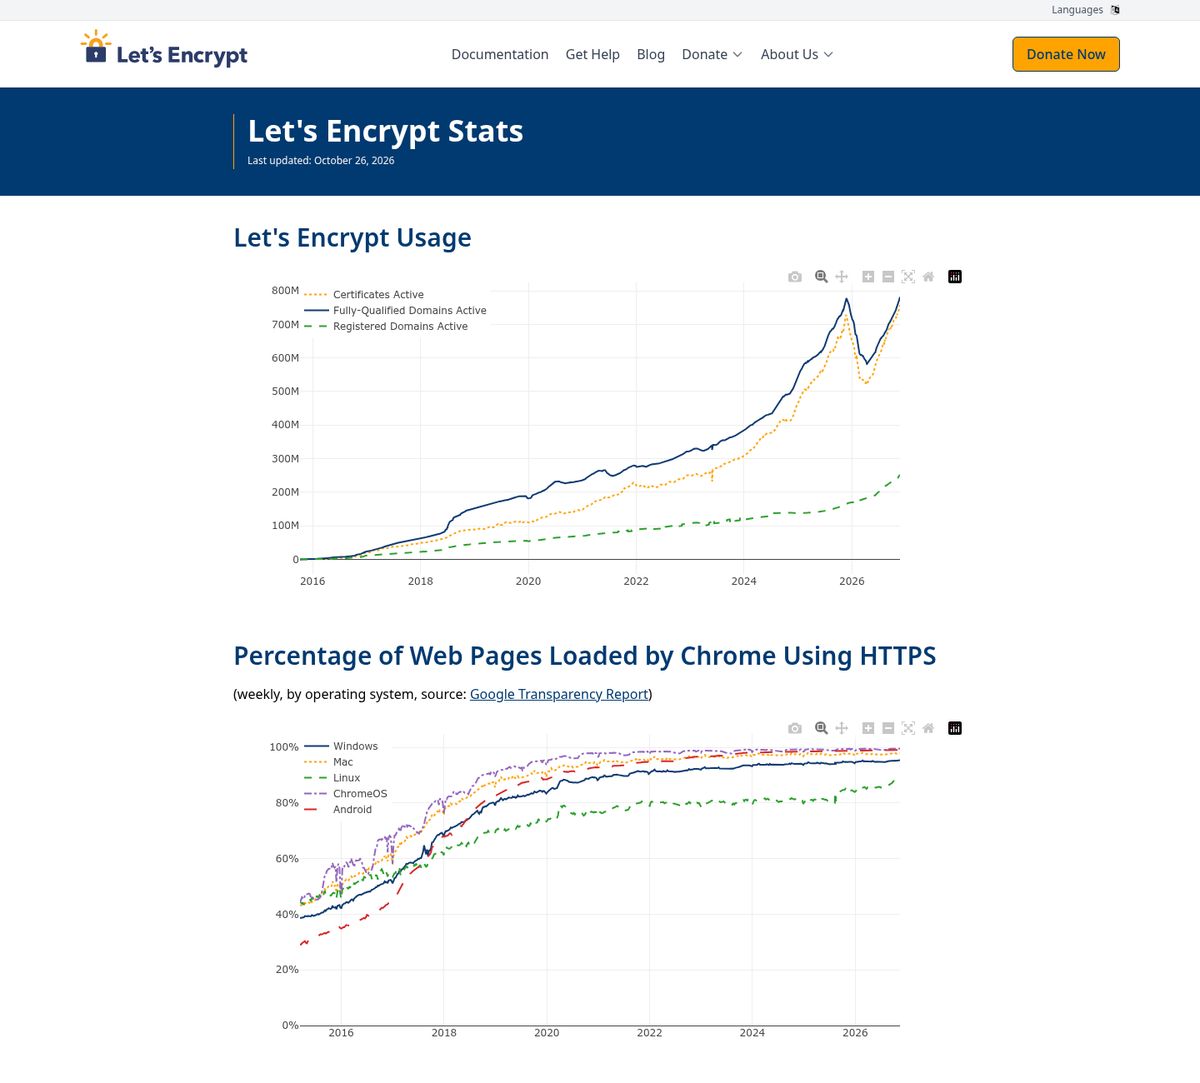 Languages
Let's Encrypt
Documentation Get Help Blog Donate About Us
Donate Now
Let's Encrypt Stats
Last updated: October 26, 2026
Let's Encrypt Usage
Certificates Active
Fully-Qualified Domains Active
Registered Domains Active
800M
700M
600M
500M
400M
300M
200M
100M
0
2016 2018 2020 2022 2024 2026
Percentage of Web Pages Loaded by Chrome Using HTTPS
(weekly, by operating system, source: Google Transparency Report)
Windows
Mac
Linux
ChromeOS
Android
100%
80%
60%
40%
20%
0%
2016 2018 2020 2022 2024 2026